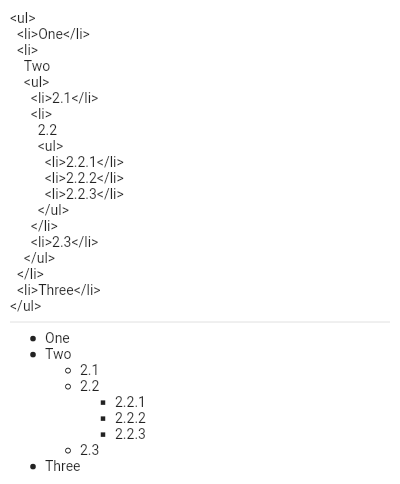 <ul>
<li>One</li>
<li>
Two
<ul>
<li>2.1</li>
<li>
2.2
<ul>
<li>2.2.1</li>
<li>2.2.2</li>
<li>2.2.3</li>
</ul>
</li>
<li>2.3</li>
</ul>
</li>
<li>Three</li>
</ul>
One
Two
2.1
2.2
2.2.1
2.2.2
2.2.3
2.3
Three